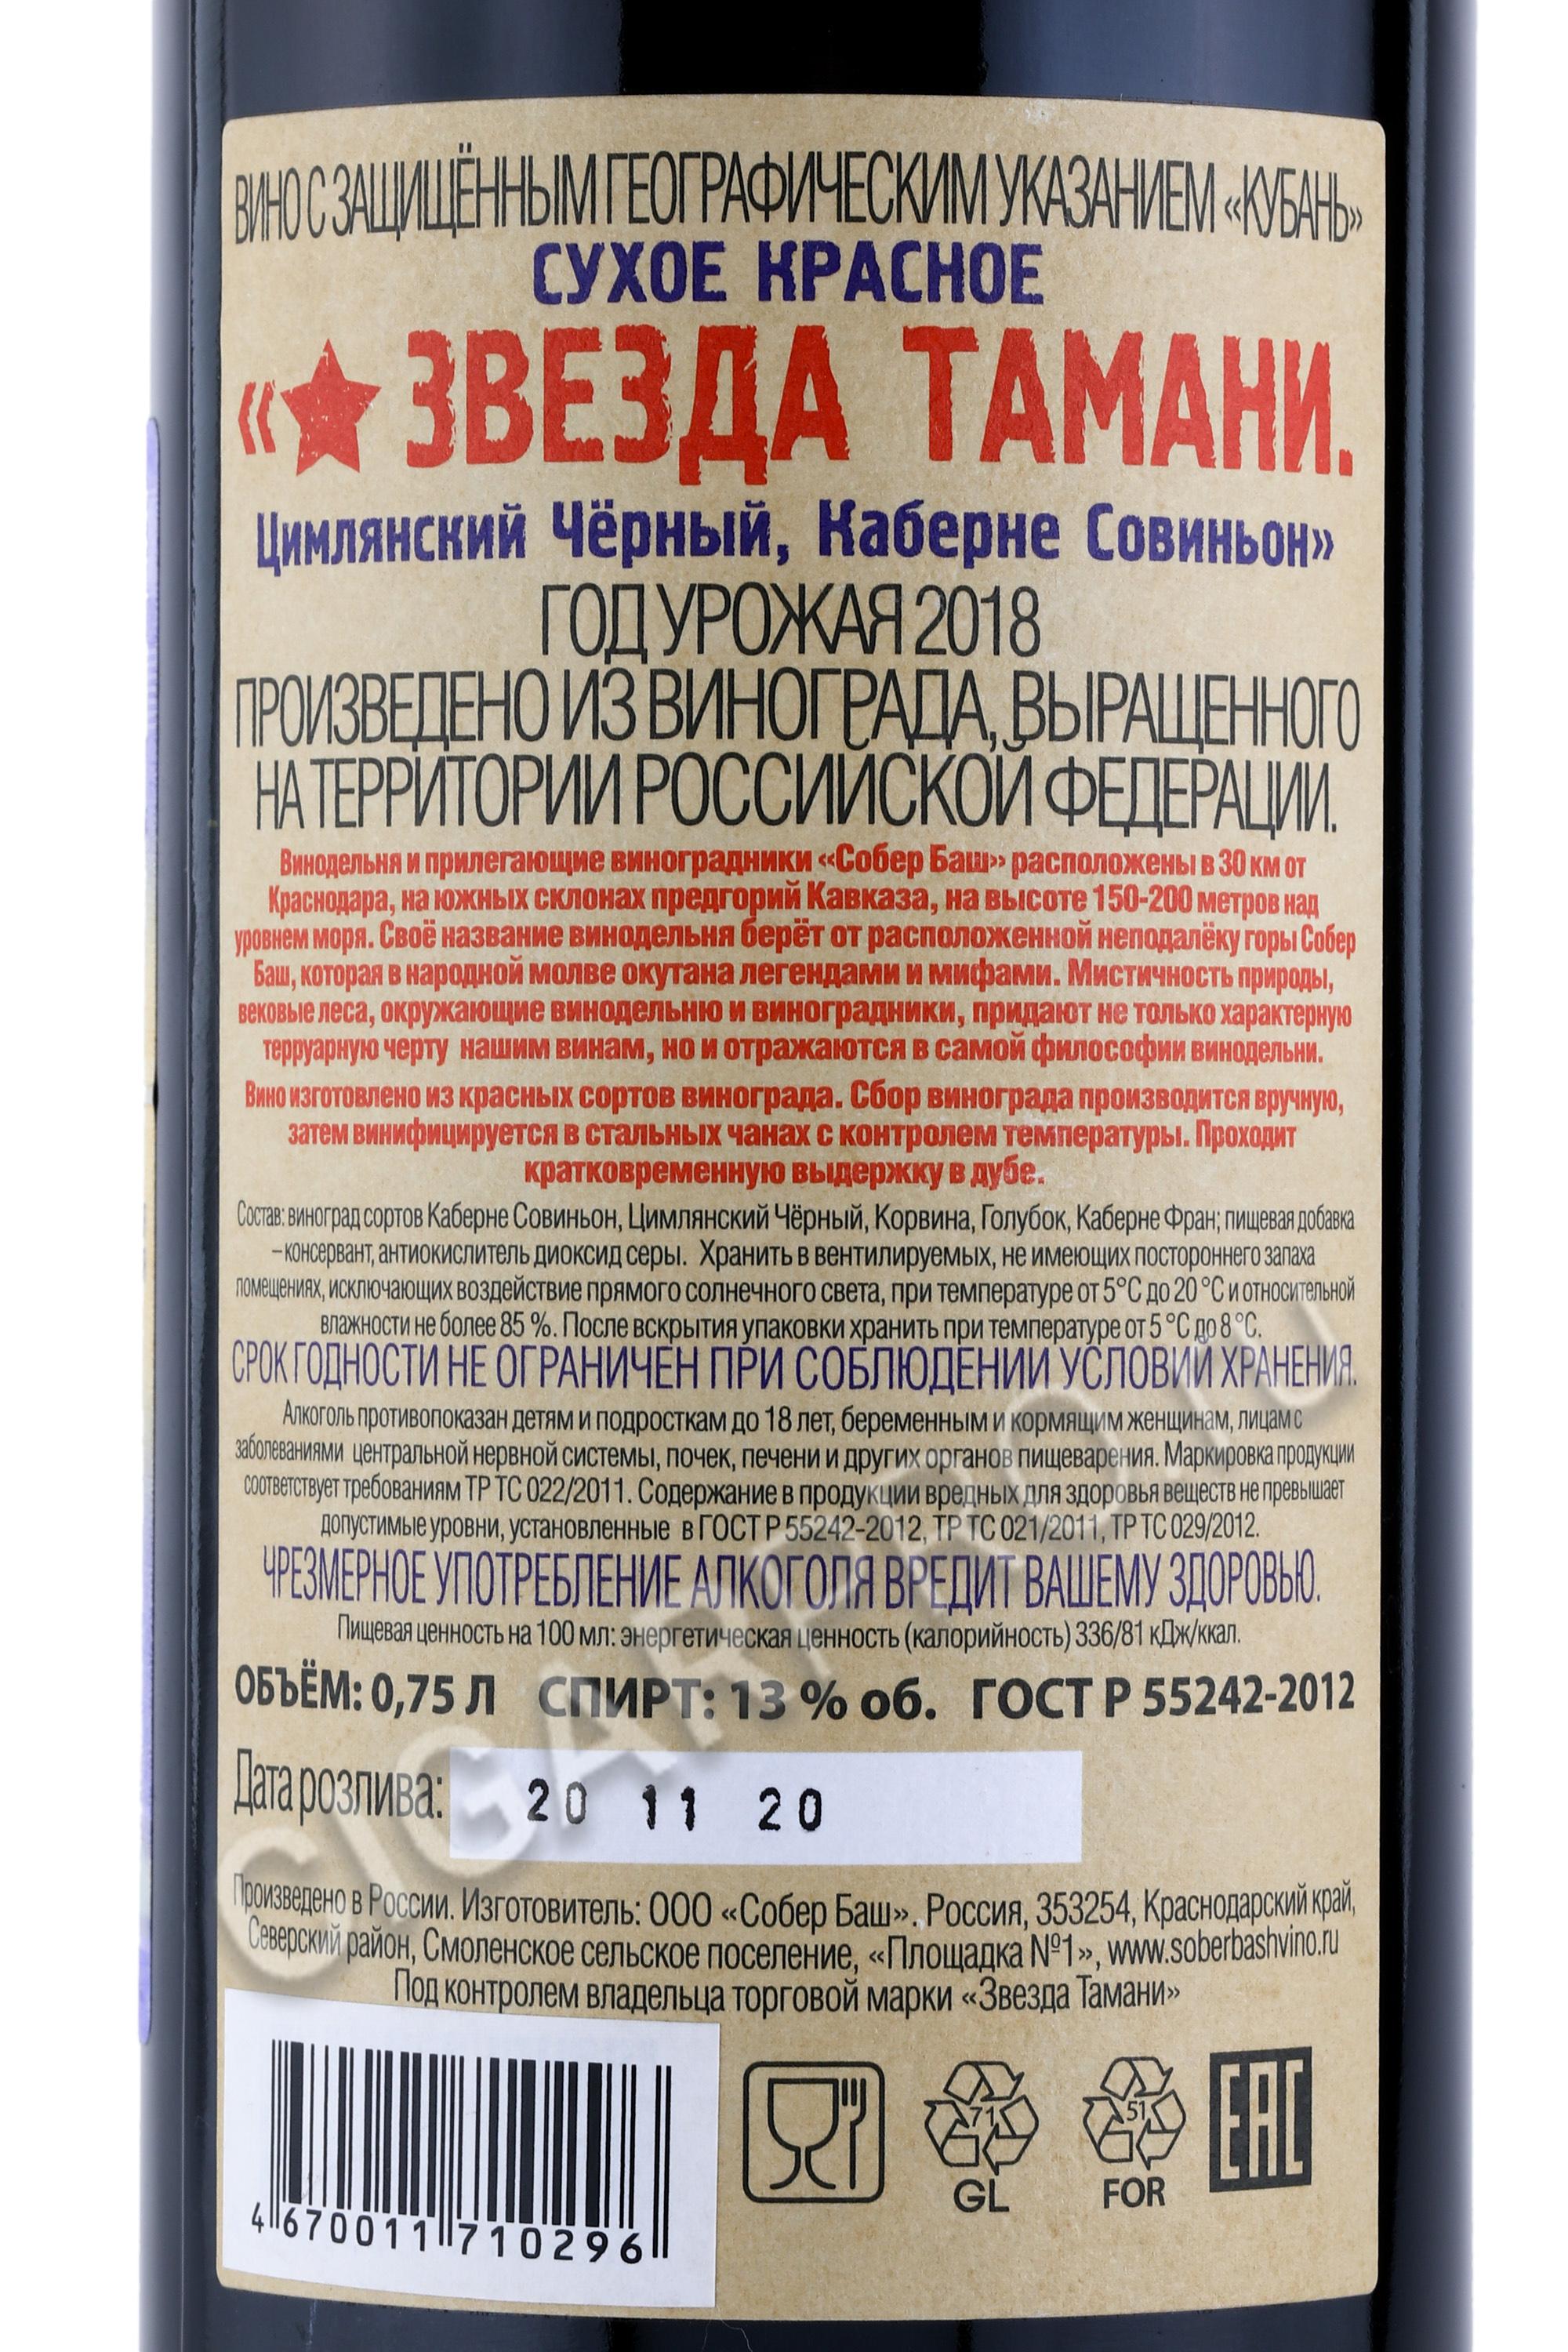 ВИНО С ЗАЩИЩЁННЫМ ГЕОГРАФИЧЕСКИМ УКАЗАНИЕМ «КУБАНЬ»
СУХОЕ КРАСНОЕ
«★ ЗВЕЗДА ТАМАНИ.
Цимлянский Чёрный, Каберне Совиньон»
ГОД УРОЖАЯ 2018
ПРОИЗВЕДЕНО ИЗ ВИНОГРАДА, ВЫРАЩЕННОГО
НА ТЕРРИТОРИИ РОССИЙСКОЙ ФЕДЕРАЦИИ.
Винодельня и прилегающие виноградники «Собер Баш» расположены в 30 км от
Краснодара, на южных склонах предгорий Кавказа, на высоте 150-200 метров над
уровнем моря. Своё название винодельня берёт от расположенной неподалёку горы Собер
Баш, которая в народной молве окутана легендами и мифами. Мистичность природы,
вековые леса, окружающие винодельню и виноградники, придают не только характерную
терруарную черту нашим винам, но и отражаются в самой философии винодельни.
Вино изготовлено из красных сортов винограда. Сбор винограда производится вручную,
затем винифицируется в стальных чанах с контролем температуры. Проходит
кратковременную выдержку в дубе.
Состав: виноград сортов Каберне Совиньон, Цимлянский Чёрный, Корвина, Голубок, Каберне Фран; пищевая добавка
– консервант, антиокислитель диоксид серы. Хранить в вентилируемых, не имеющих постороннего запаха
помещениях, исключающих воздействие прямого солнечного света, при температуре от 5°С до 20 °С и относительной
влажности не более 85 %. После вскрытия упаковки хранить при температуре от 5 °С до 8 °С.
СРОК ГОДНОСТИ НЕ ОГРАНИЧЕН ПРИ СОБЛЮДЕНИИ УСЛОВИЙ ХРАНЕНИЯ.
Алкоголь противопоказан детям и подросткам до 18 лет, беременным и кормящим женщинам, лицам с
заболеваниями центральной нервной системы, почек, печени и других органов пищеварения. Маркировка продукции
соответствует требованиям ТР ТС 022/2011. Содержание в продукции вредных для здоровья веществ не превышает
допустимые уровни, установленные в ГОСТ Р 55242-2012, ТР ТС 021/2011, ТР ТС 029/2012.
ЧРЕЗМЕРНОЕ УПОТРЕБЛЕНИЕ АЛКОГОЛЯ ВРЕДИТ ВАШЕМУ ЗДОРОВЬЮ.
Пищевая ценность на 100 мл: энергетическая ценность (калорийность) 336/81 кДж/ккал.
ОБЪЁМ: 0,75 Л СПИРТ: 13 % об. ГОСТ Р 55242-2012
Дата розлива: 20 11 20
Произведено в России. Изготовитель: ООО «Собер Баш». Россия, 353254, Краснодарский край,
Северский район, Смоленское сельское поселение, «Площадка №1», www.soberbashvino.ru
Под контролем владельца торговой марки «Звезда Тамани»
4 670011 710296
71
GL
51
FOR
EAC
CIGARPRO.RU